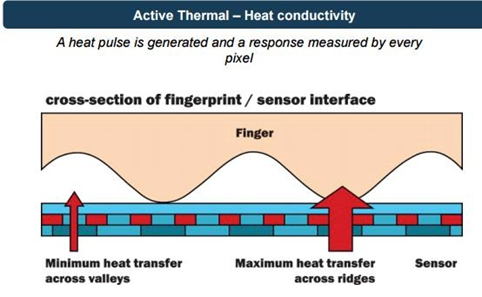 Active Thermal – Heat conductivity
A heat pulse is generated and a response measured by every
pixel
cross-section of fingerprint / sensor interface
Finger
Minimum heat transfer
across valleys
Maximum heat transfer
across ridges
Sensor